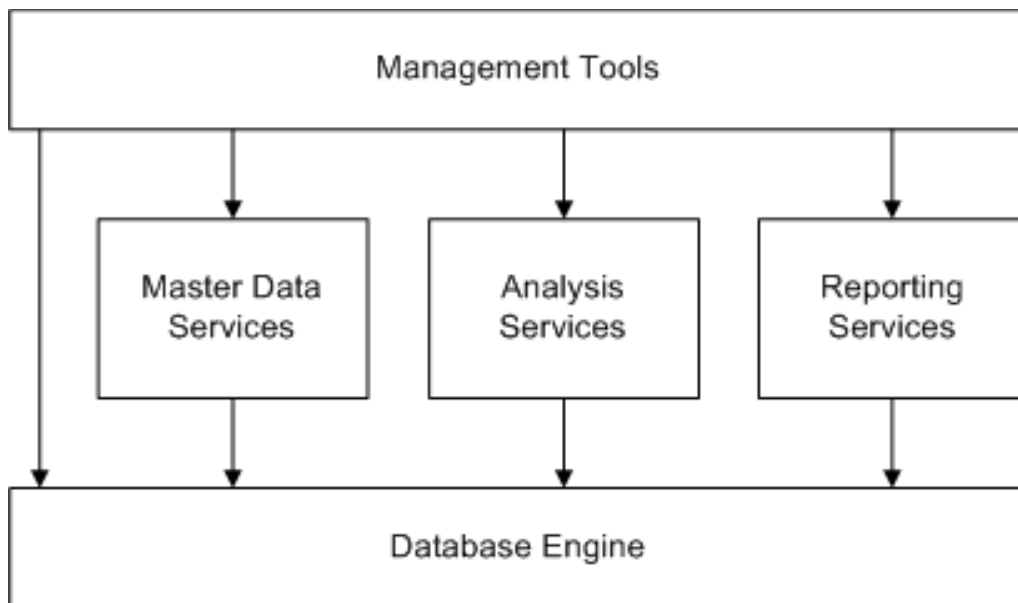 Management Tools
Master Data
Services
Analysis
Services
Reporting
Services
Database Engine